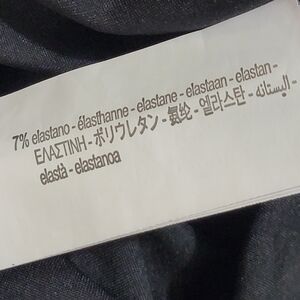 7% elastano - élasthanne - elastane - elastaan - elastan -
ΕΛΑΣΤΙΝΗ - ポリウレタン - 氨纶 - 엘라스탄 - البستانه -
elastà - elastanoa